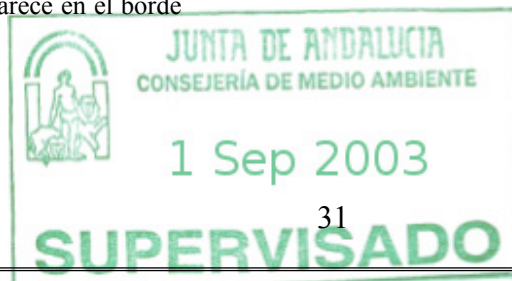 arece en el borde
JUNTA DE ANDALUCIA
CONSEJERÍA DE MEDIO AMBIENTE
1 Sep 2003
31
SUPERVISADO